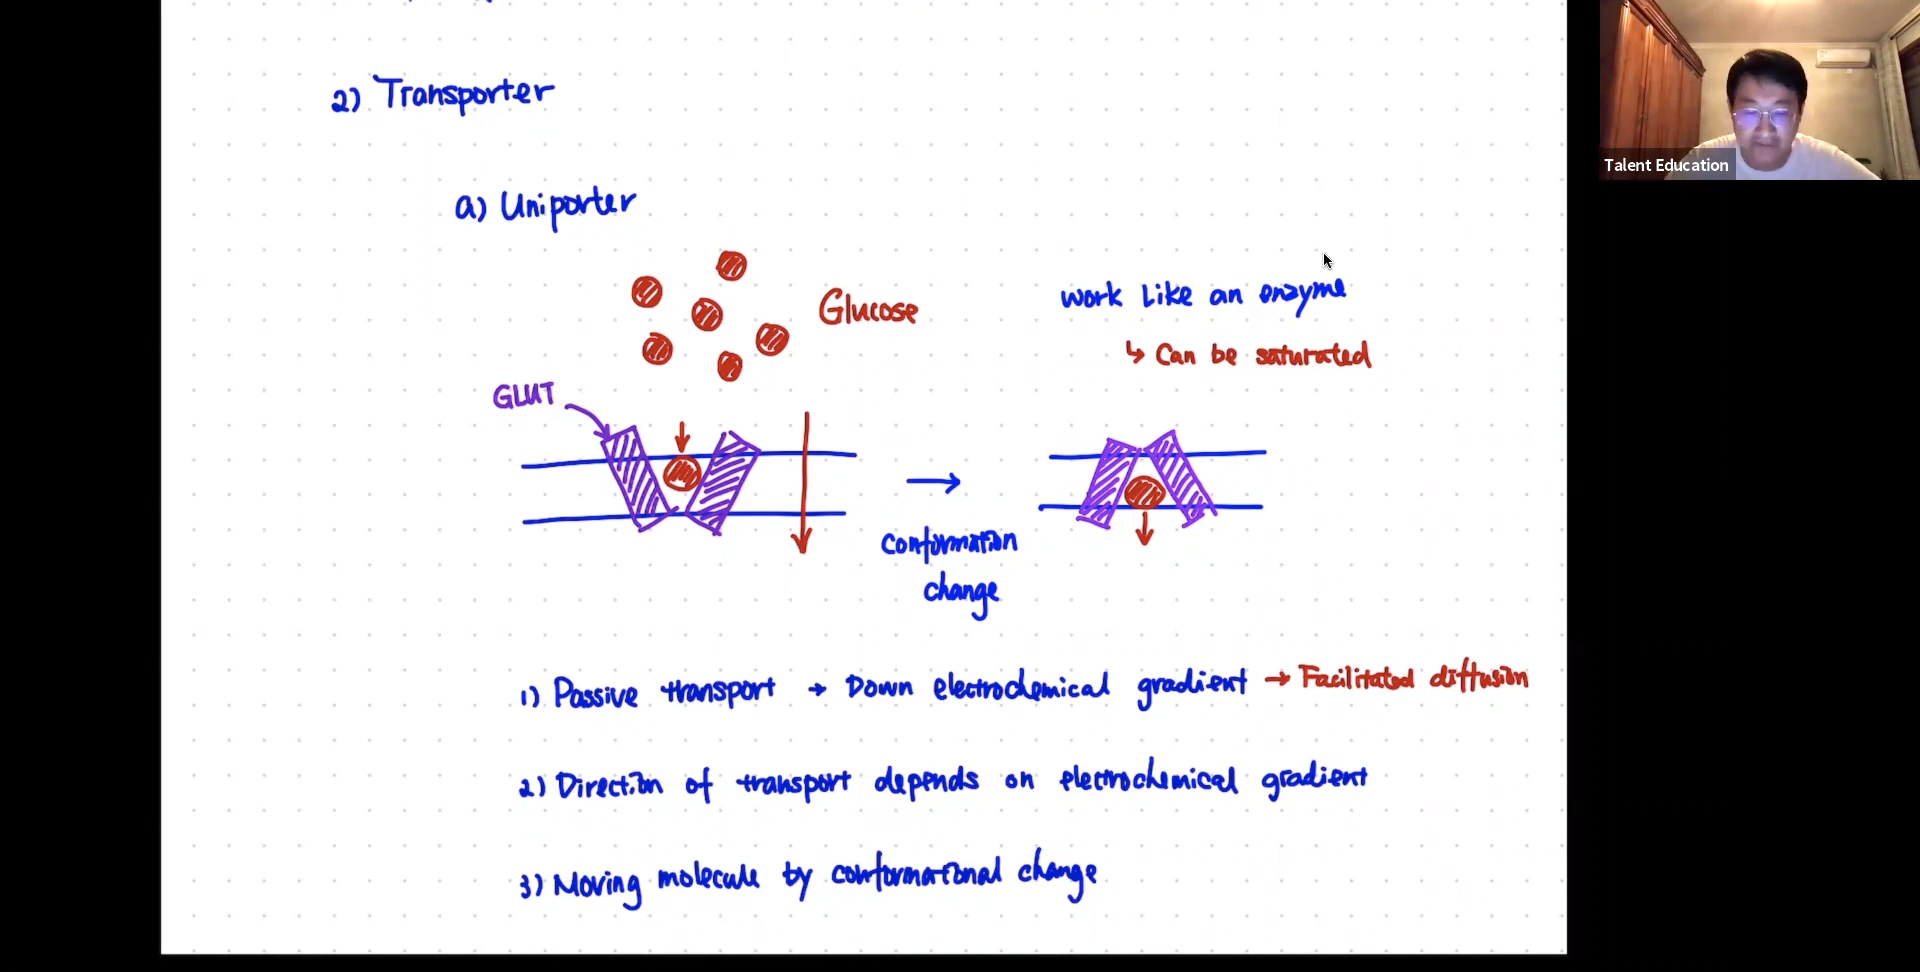 2) Transporter
a) Uniporter
Glucose
work like an enzyme
↳ Can be saturated
GLUT
→
Conformation
change
1) Passive transport → Down electrochemical gradient → Facilitated diffusion
2) Direction of transport depends on electrochemical gradient
3) Moving molecule by conformational change
Talent Education